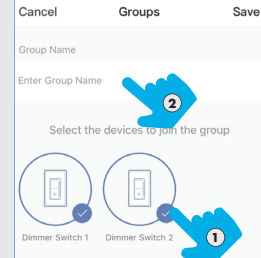 Cancel Groups Save
Group Name
Enter Group Name
2
Select the devices to join the group
Dimmer Switch 1 Dimmer Switch 2
1